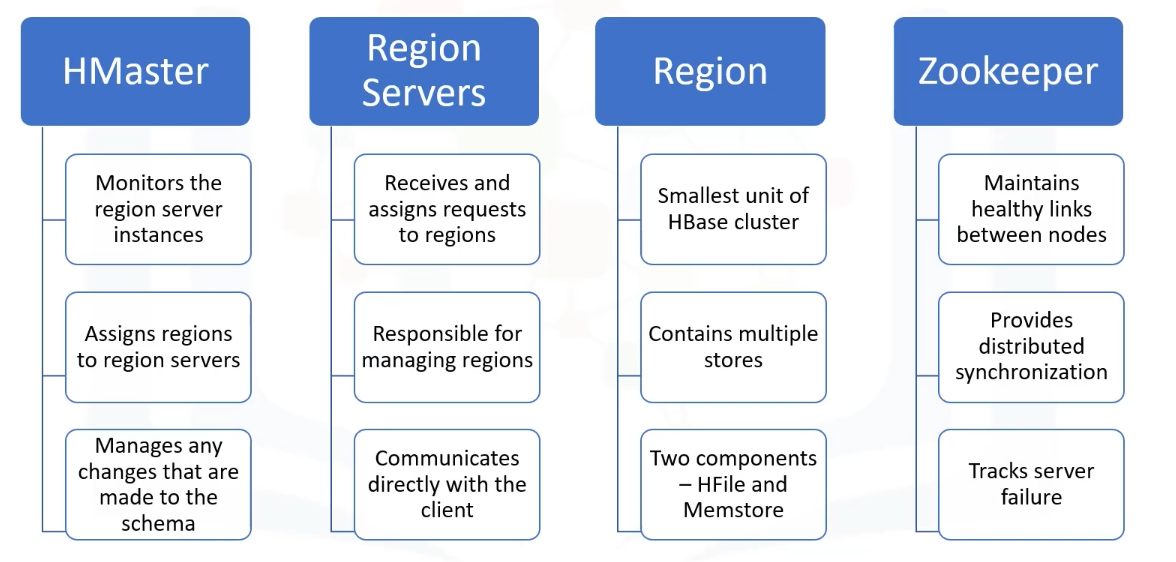 HMaster
Monitors the
region server
instances
Assigns regions
to region servers
Manages any
changes that are
made to the
schema
Region
Servers
Receives and
assigns requests
to regions
Responsible for
managing regions
Communicates
directly with the
client
Region
Smallest unit of
HBase cluster
Contains multiple
stores
Two components
– HFile and
Memstore
Zookeeper
Maintains
healthy links
between nodes
Provides
distributed
synchronization
Tracks server
failure